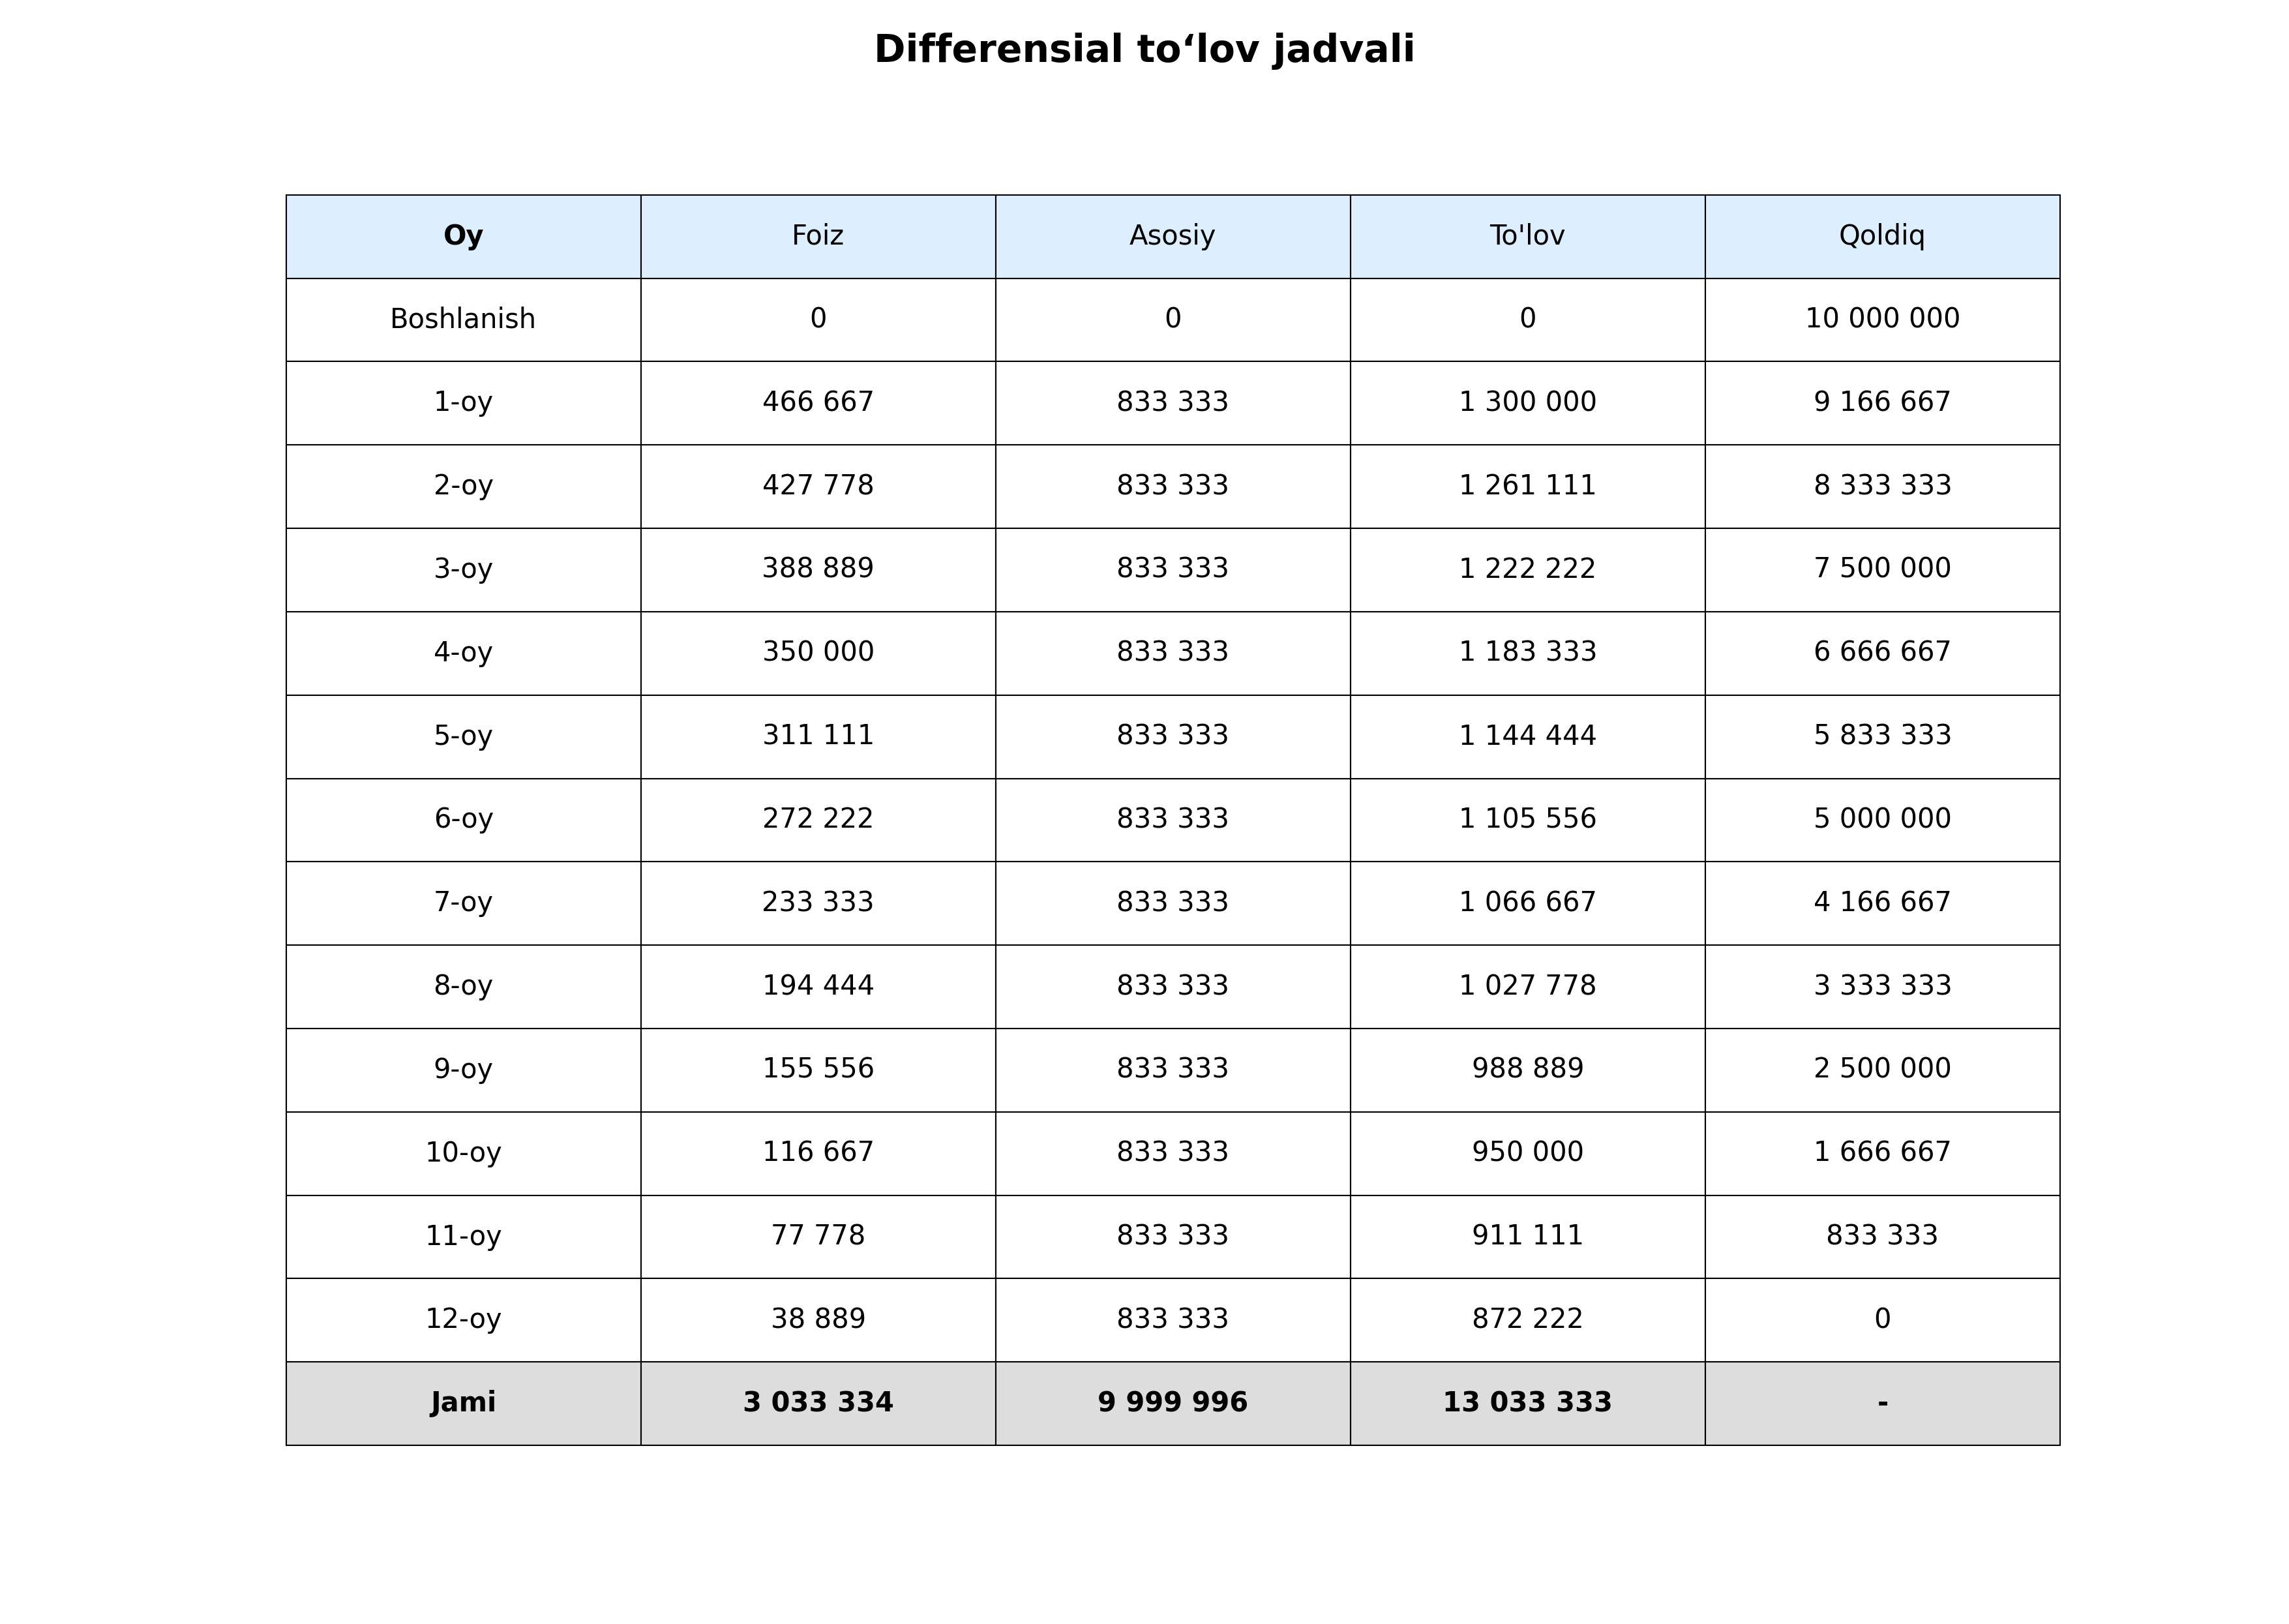 Differensial to‘lov jadvali
Oy Foiz Asosiy To'lov Qoldiq
Boshlanish 0 0 0 10 000 000
1-oy 466 667 833 333 1 300 000 9 166 667
2-oy 427 778 833 333 1 261 111 8 333 333
3-oy 388 889 833 333 1 222 222 7 500 000
4-oy 350 000 833 333 1 183 333 6 666 667
5-oy 311 111 833 333 1 144 444 5 833 333
6-oy 272 222 833 333 1 105 556 5 000 000
7-oy 233 333 833 333 1 066 667 4 166 667
8-oy 194 444 833 333 1 027 778 3 333 333
9-oy 155 556 833 333 988 889 2 500 000
10-oy 116 667 833 333 950 000 1 666 667
11-oy 77 778 833 333 911 111 833 333
12-oy 38 889 833 333 872 222 0
Jami 3 033 334 9 999 996 13 033 333 -